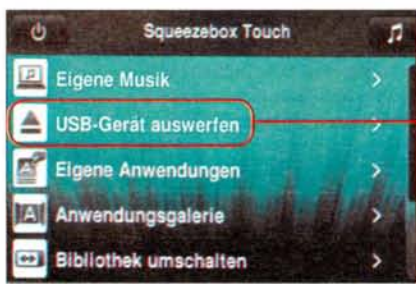 Squeezebox Touch
Eigene Musik
USB-Gerät auswerfen
Eigene Anwendungen
Anwendungsgalerie
Bibliothek umschalten